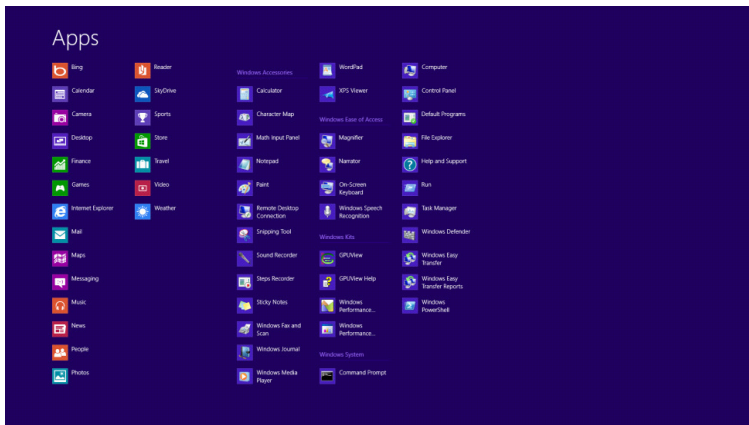 Apps
Bing
Calendar
Camera
Desktop
Finance
Games
Internet Explorer
Mail
Maps
Messaging
Music
News
People
Photos
Reader
SkyDrive
Sports
Store
Travel
Video
Weather
Windows Accessories
Calculator
Character Map
Math Input Panel
Notepad
Paint
Remote Desktop
Connection
Snipping Tool
Sound Recorder
Steps Recorder
Sticky Notes
Windows Fax and
Scan
Windows Journal
Windows Media
Player
WordPad
XPS Viewer
Windows Ease of Access
Magnifier
Narrator
On-Screen
Keyboard
Windows Speech
Recognition
Windows Kits
GPUView
GPUView Help
Windows
Performance...
Windows
Performance...
Windows System
Command Prompt
Computer
Control Panel
Default Programs
File Explorer
Help and Support
Run
Task Manager
Windows Defender
Windows Easy
Transfer
Windows Easy
Transfer Reports
Windows
PowerShell